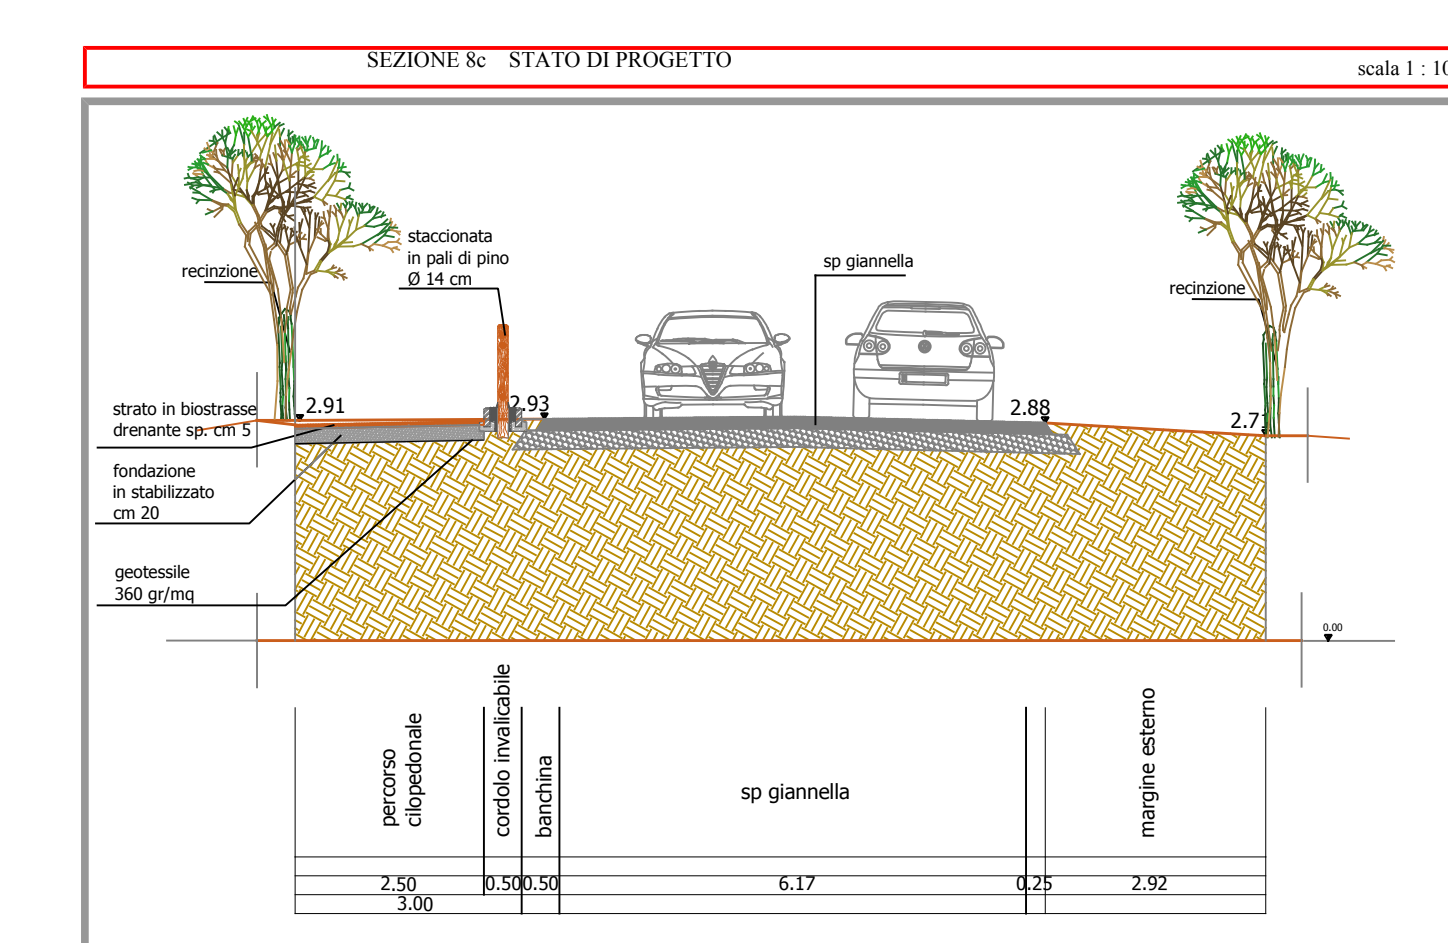 SEZIONE 8c    STATO DI PROGETTO
scala 1 : 10
staccionata
in pali di pino
Ø 14 cm
sp giannella
recinzione
recinzione
strato in biostrasse
drenante sp. cm 5
2.91
2.93
2.88
2.7
fondazione
in stabilizzato
cm 20
geotessile
360 gr/mq
0.00
percorso
cilopedonale
cordolo invalicabile
banchina
sp giannella
margine esterno
2.50
0.50
0.50
6.17
0.25
2.92
3.00